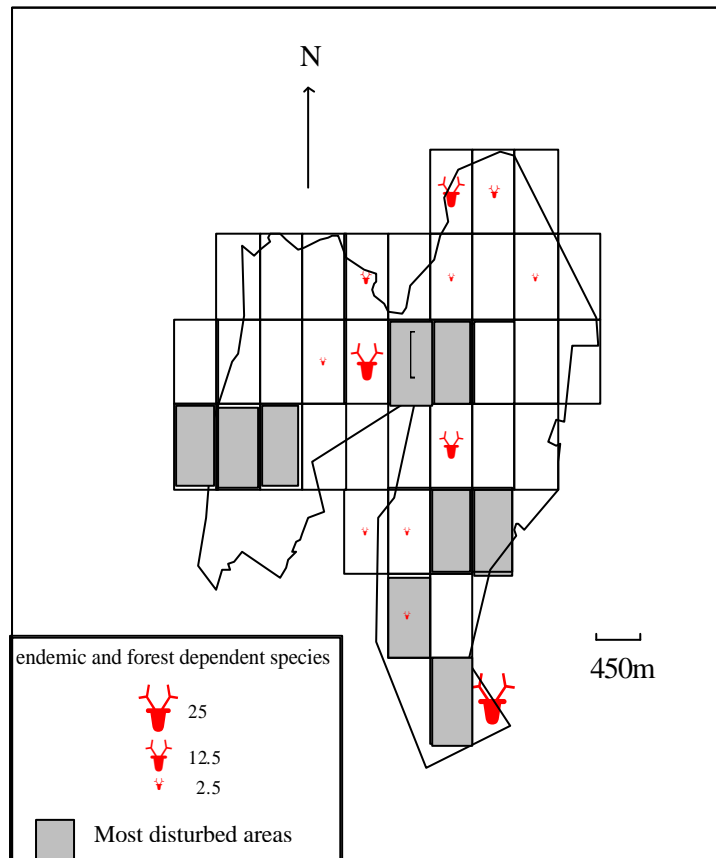 N
450m
endemic and forest dependent species
25
12.5
2.5
Most disturbed areas